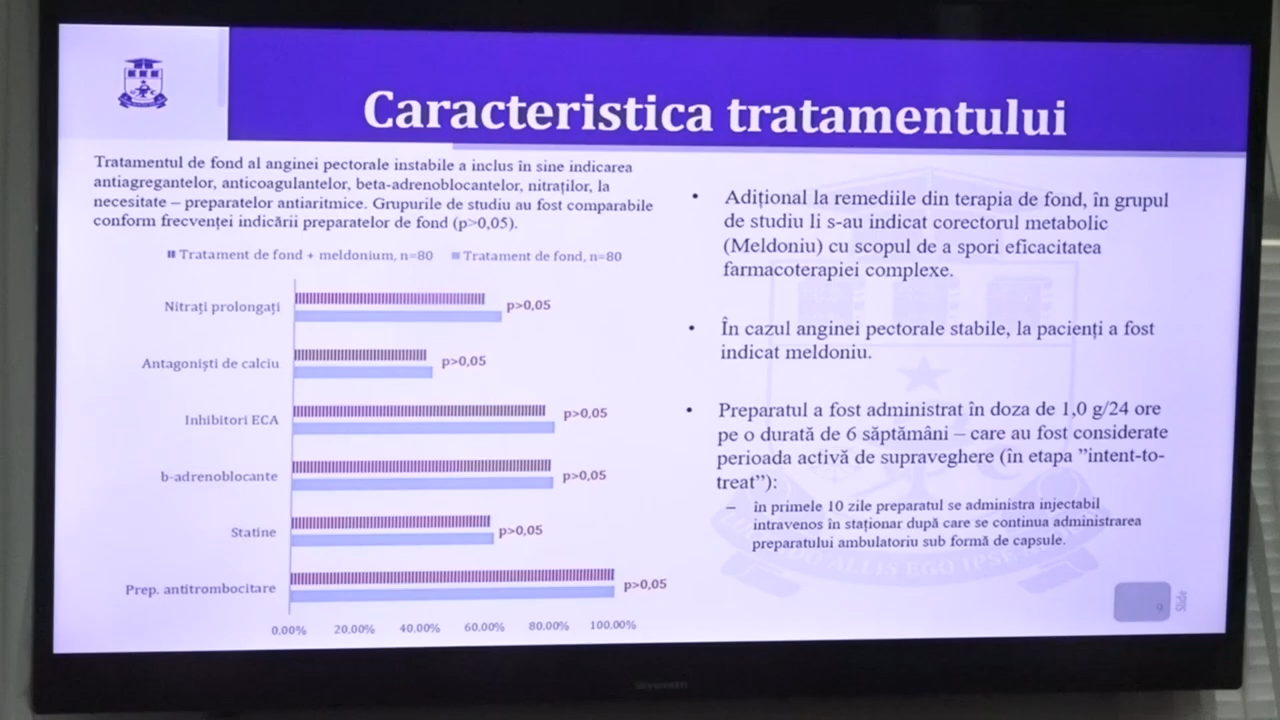 Caracteristica tratamentului
Tratamentul de fond al anginei pectorale instabile a inclus în sine indicarea
antiagregantelor, anticoagulantelor, beta-adrenoblocantelor, nitraților, la
necesitate – preparatelor antiaritmice. Grupurile de studiu au fost comparabile
conform frecvenței indicării preparatelor de fond (p>0,05).
Tratament de fond + meldonium, n=80
Tratament de fond, n=80
Nitrați prolongați
p>0,05
Antagoniști de calciu
p>0,05
Inhibitori ECA
p>0,05
b-adrenoblocante
p>0,05
Statine
p>0,05
Prep. antitrombocitare
p>0,05
0,00% 20,00% 40,00% 60,00% 80,00% 100,00%
• Adițional la remediile din terapia de fond, în grupul
de studiu li s-au indicat corectorul metabolic
(Meldoniu) cu scopul de a spori eficacitatea
farmacoterapiei complexe.
• În cazul anginei pectorale stabile, la pacienți a fost
indicat meldoniu.
• Preparatul a fost administrat în doza de 1,0 g/24 ore
pe o durată de 6 săptămâni – care au fost considerate
perioada activă de supraveghere (în etapa ”intent-to-
treat”):
– în primele 10 zile preparatul se administra injectabil
intravenos în staționar după care se continua administrarea
preparatului ambulatoriu sub formă de capsule.
9
Slide